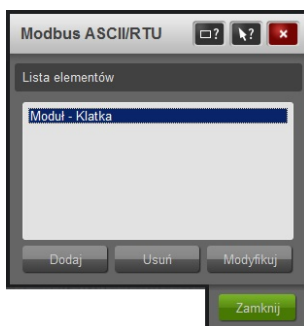 Modbus ASCII/RTU
Lista elementów
Moduł - Klatka
Dodaj Usuń Modyfikuj
Zamknij